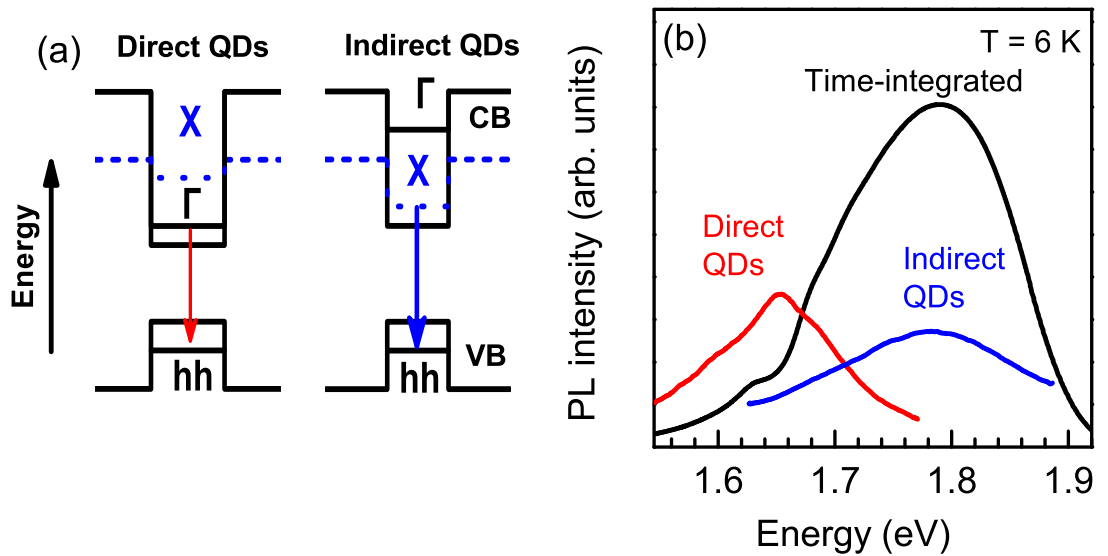 (a)
Direct QDs
Indirect QDs
X
Γ
hh
Γ
CB
X
VB
hh
Energy
(b)
T = 6 K
Time-integrated
Direct
QDs
Indirect
QDs
PL intensity (arb. units)
1.6
1.7
1.8
1.9
Energy (eV)